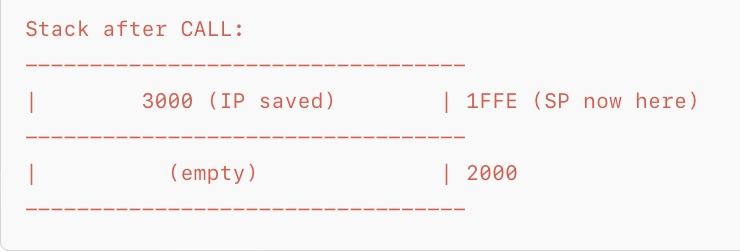 Stack after CALL:
----------------------------------
|        3000 (IP saved)        | 1FFE (SP now here)
----------------------------------
|          (empty)              | 2000
----------------------------------